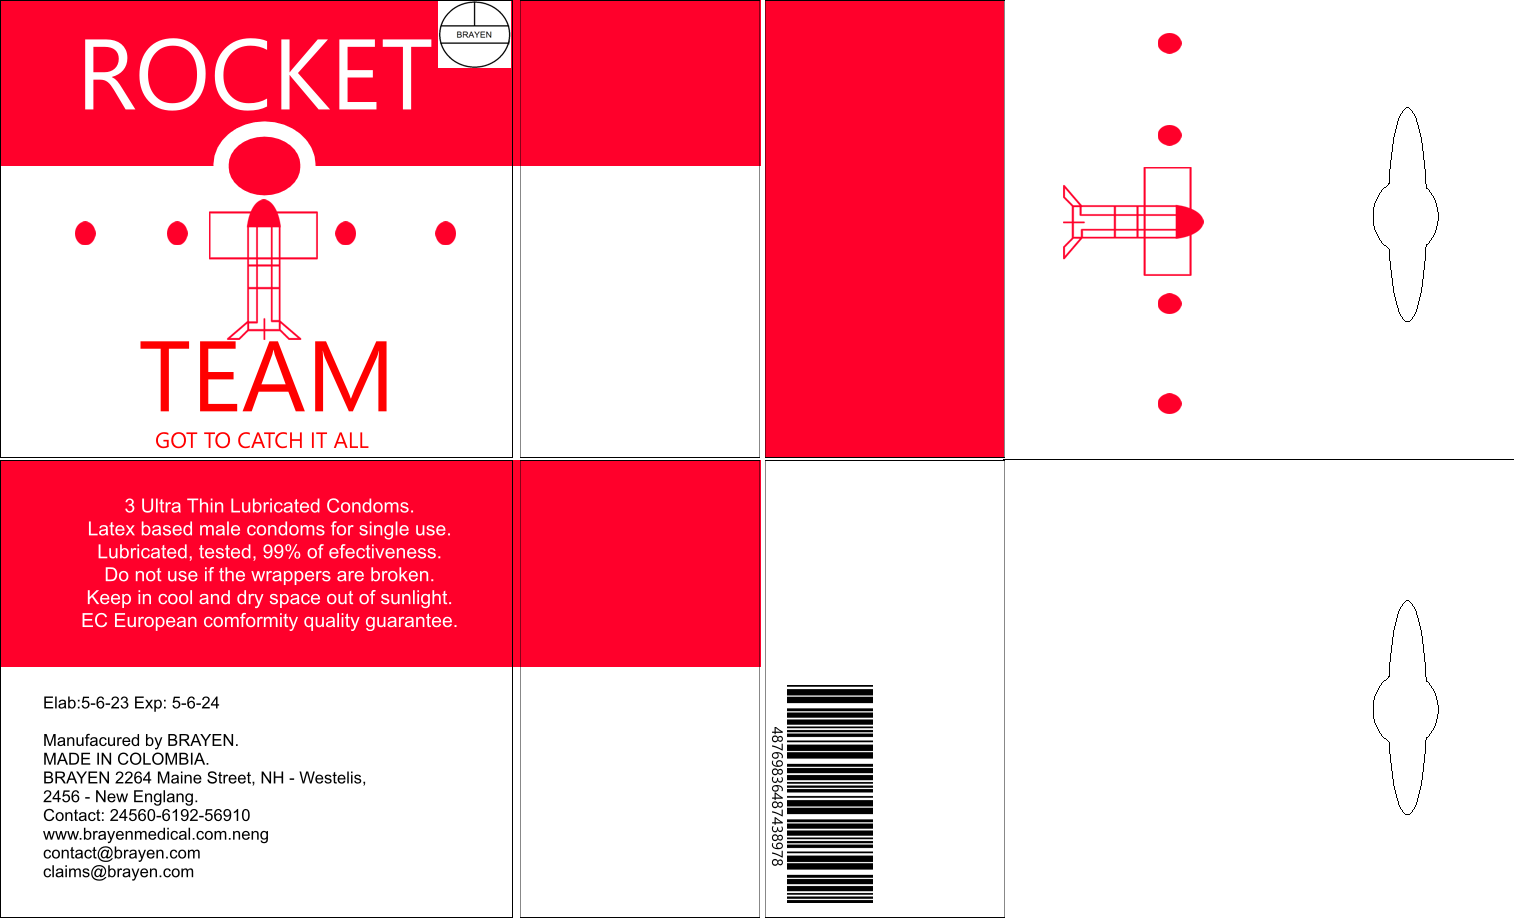 ROCKET
BRAYEN
TEAM
GOT TO CATCH IT ALL
3 Ultra Thin Lubricated Condoms.
Latex based male condoms for single use.
Lubricated, tested, 99% of efectiveness.
Do not use if the wrappers are broken.
Keep in cool and dry space out of sunlight.
EC European comformity quality guarantee.
Elab:5-6-23 Exp: 5-6-24
Manufacured by BRAYEN.
MADE IN COLOMBIA.
BRAYEN 2264 Maine Street, NH - Westelis,
2456 - New Englang.
Contact: 24560-6192-56910
www.brayenmedical.com.neng
contact@brayen.com
claims@brayen.com
48769836487438978